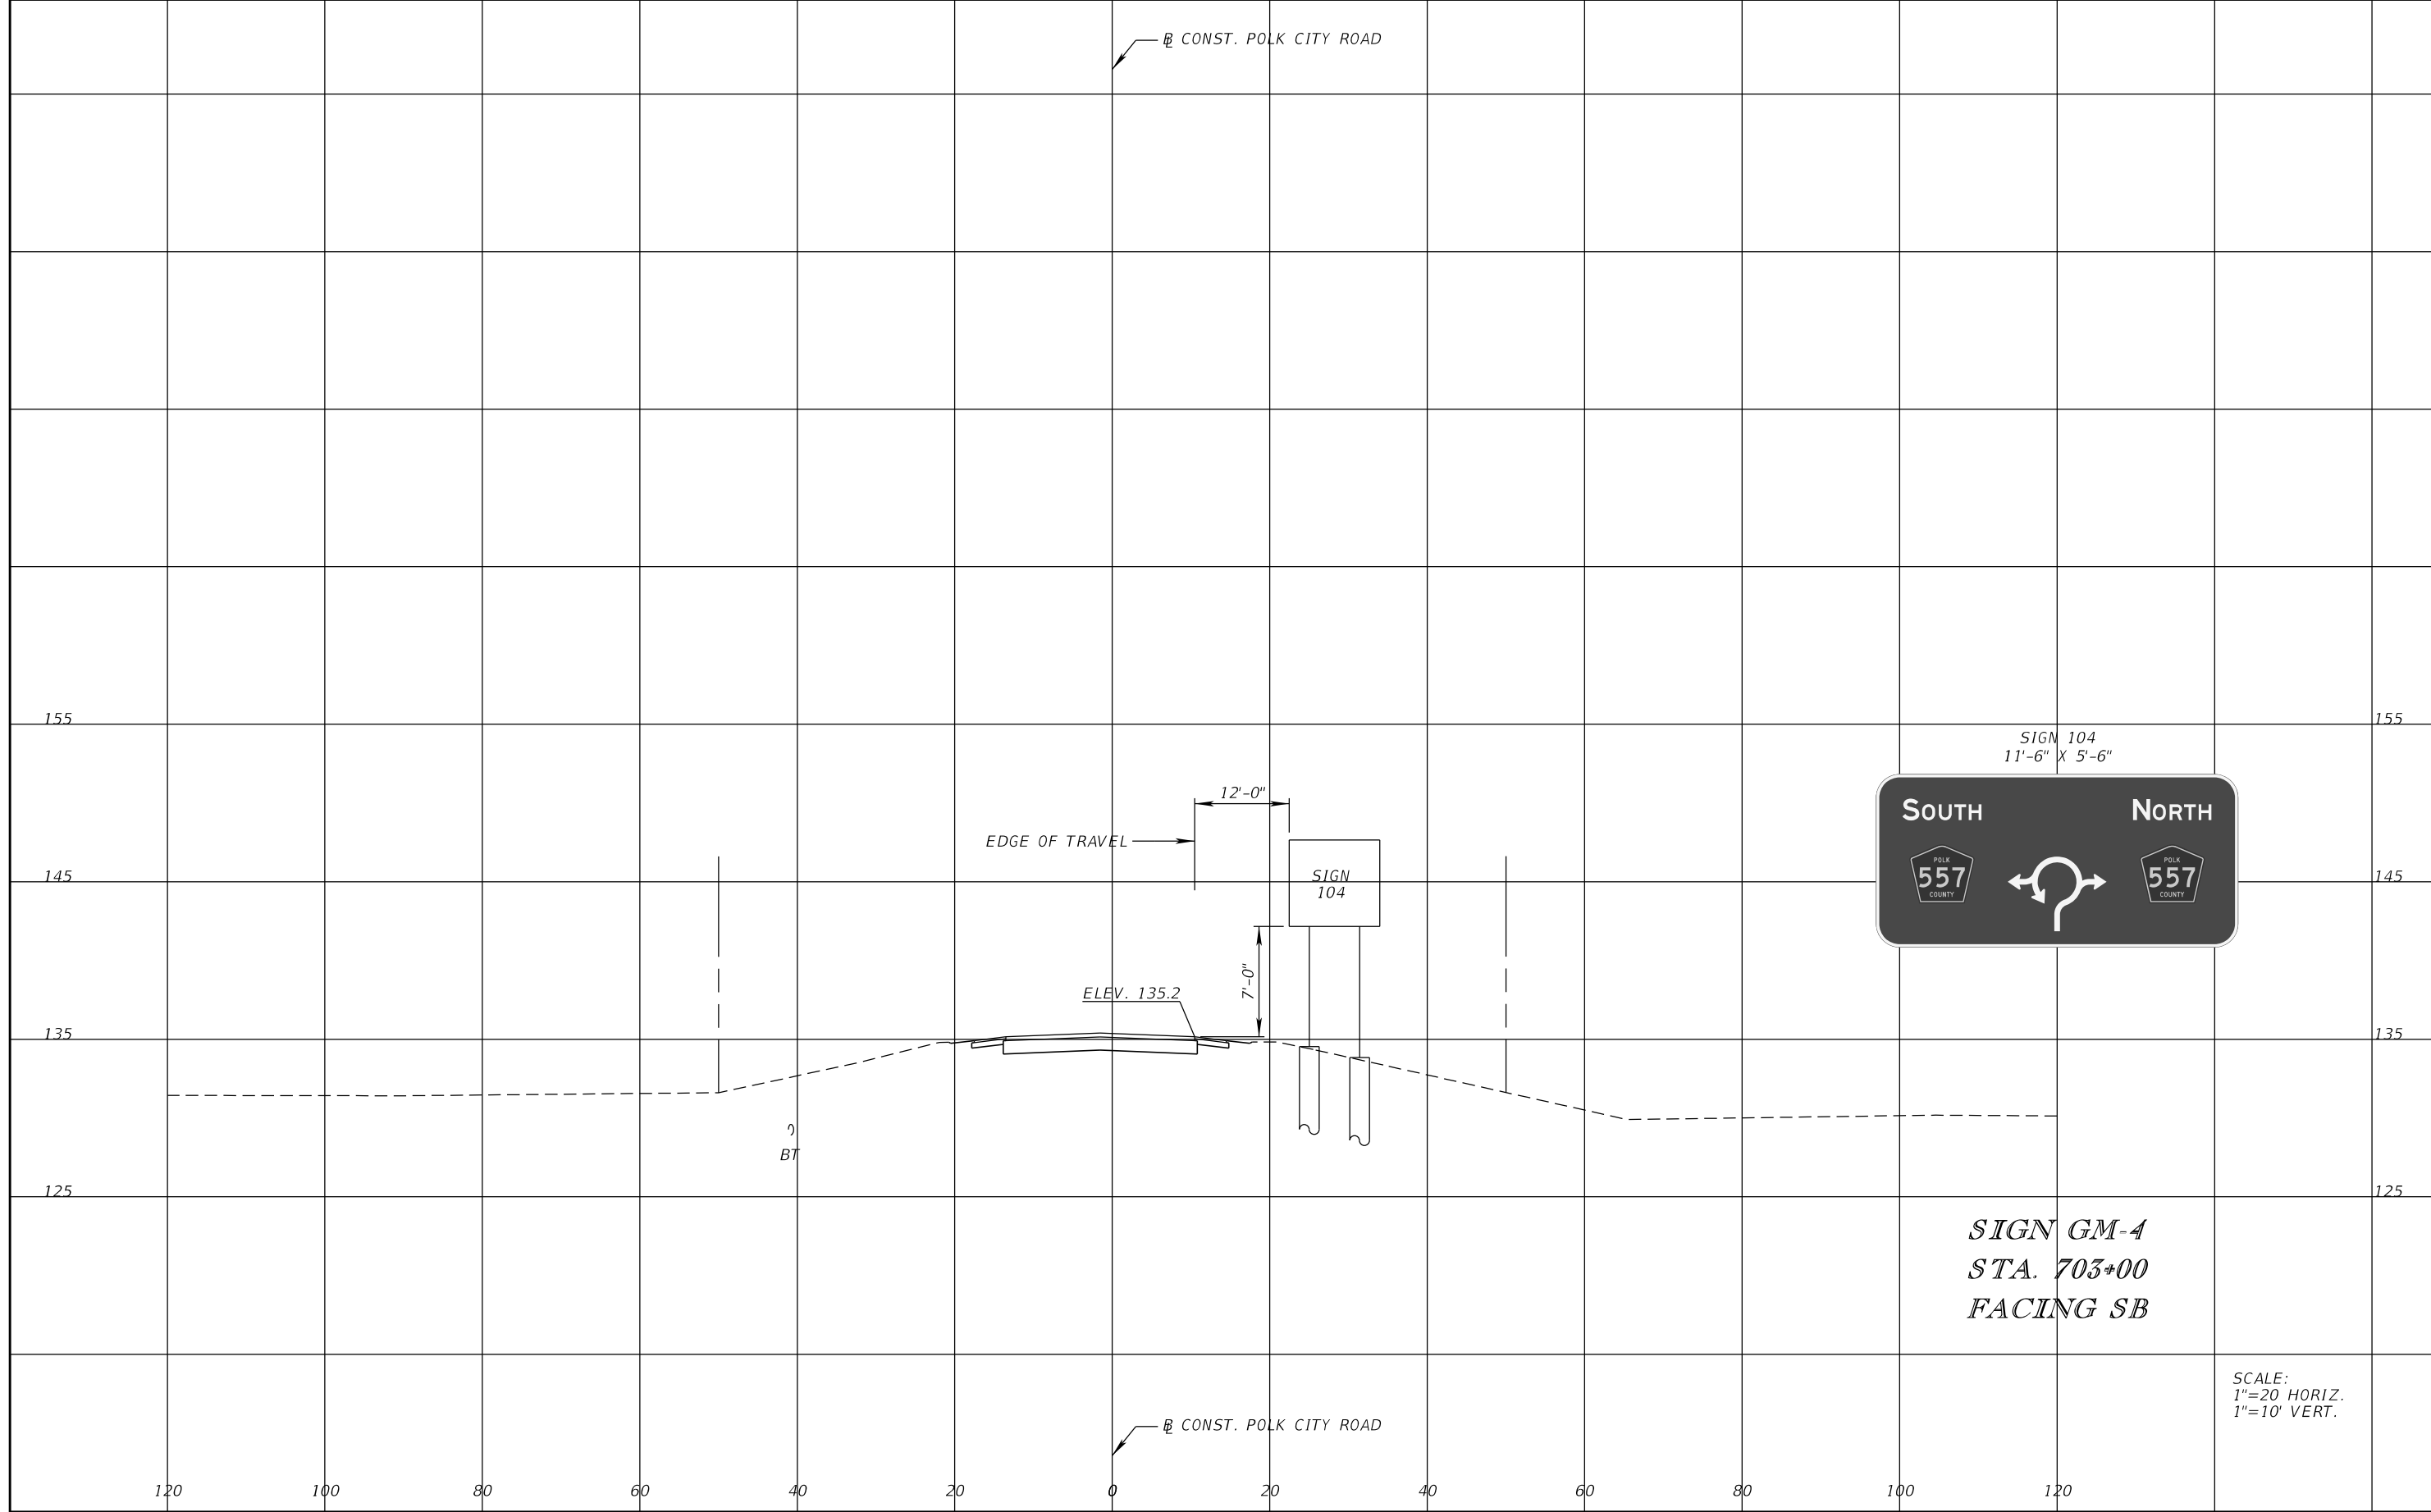 BL CONST. POLK CITY ROAD
155
155
SIGN 104
11'-6" X 5'-6"
SOUTH
NORTH
POLK
557
COUNTY
POLK
557
COUNTY
12'-0"
EDGE OF TRAVEL
145
SIGN
104
145
7'-0"
ELEV. 135.2
135
135
BT
125
125
SIGN GM-4
STA. 703+00
FACING SB
SCALE:
1"=20 HORIZ.
1"=10' VERT.
BL CONST. POLK CITY ROAD
120 100 80 60 40 20 0 20 40 60 80 100 120